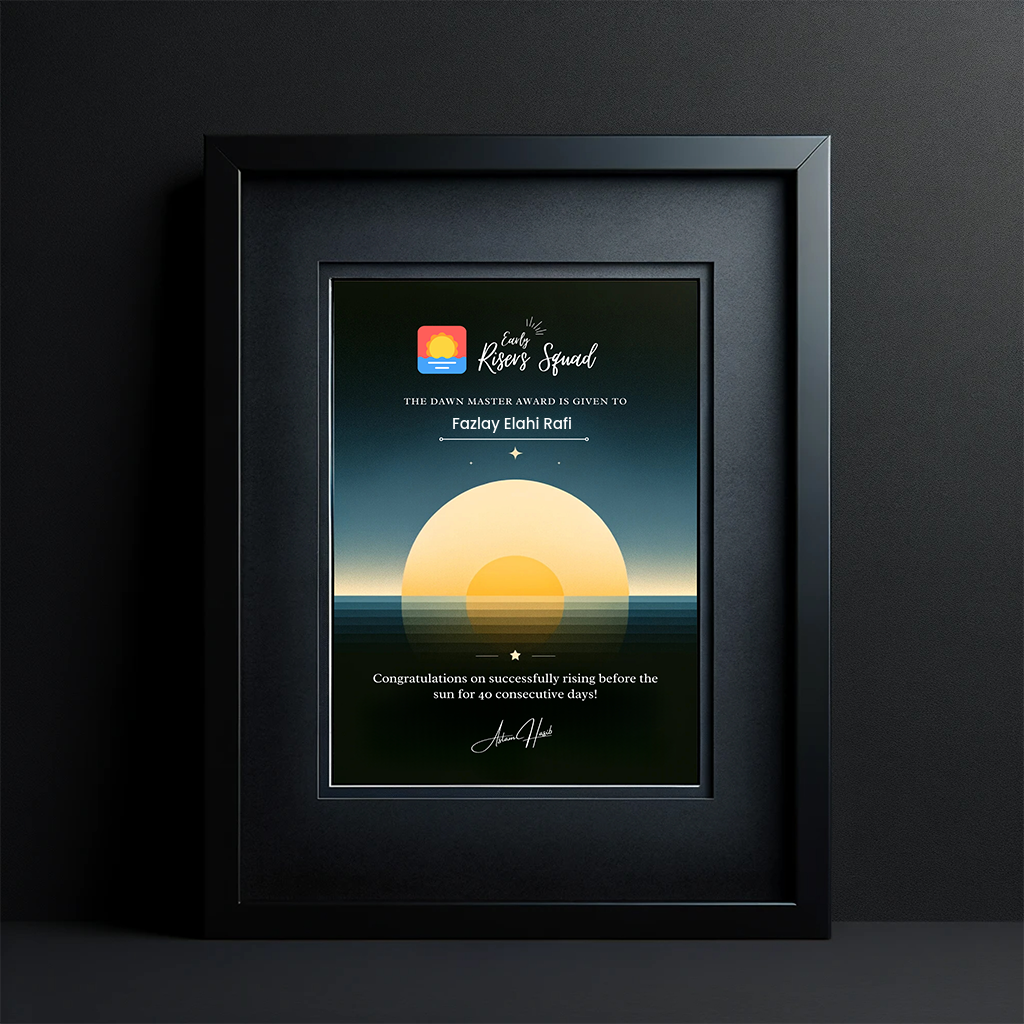 Early
Risers Squad
THE DAWN MASTER AWARD IS GIVEN TO
Fazlay Elahi Rafi
Congratulations on successfully rising before the
sun for 40 consecutive days!